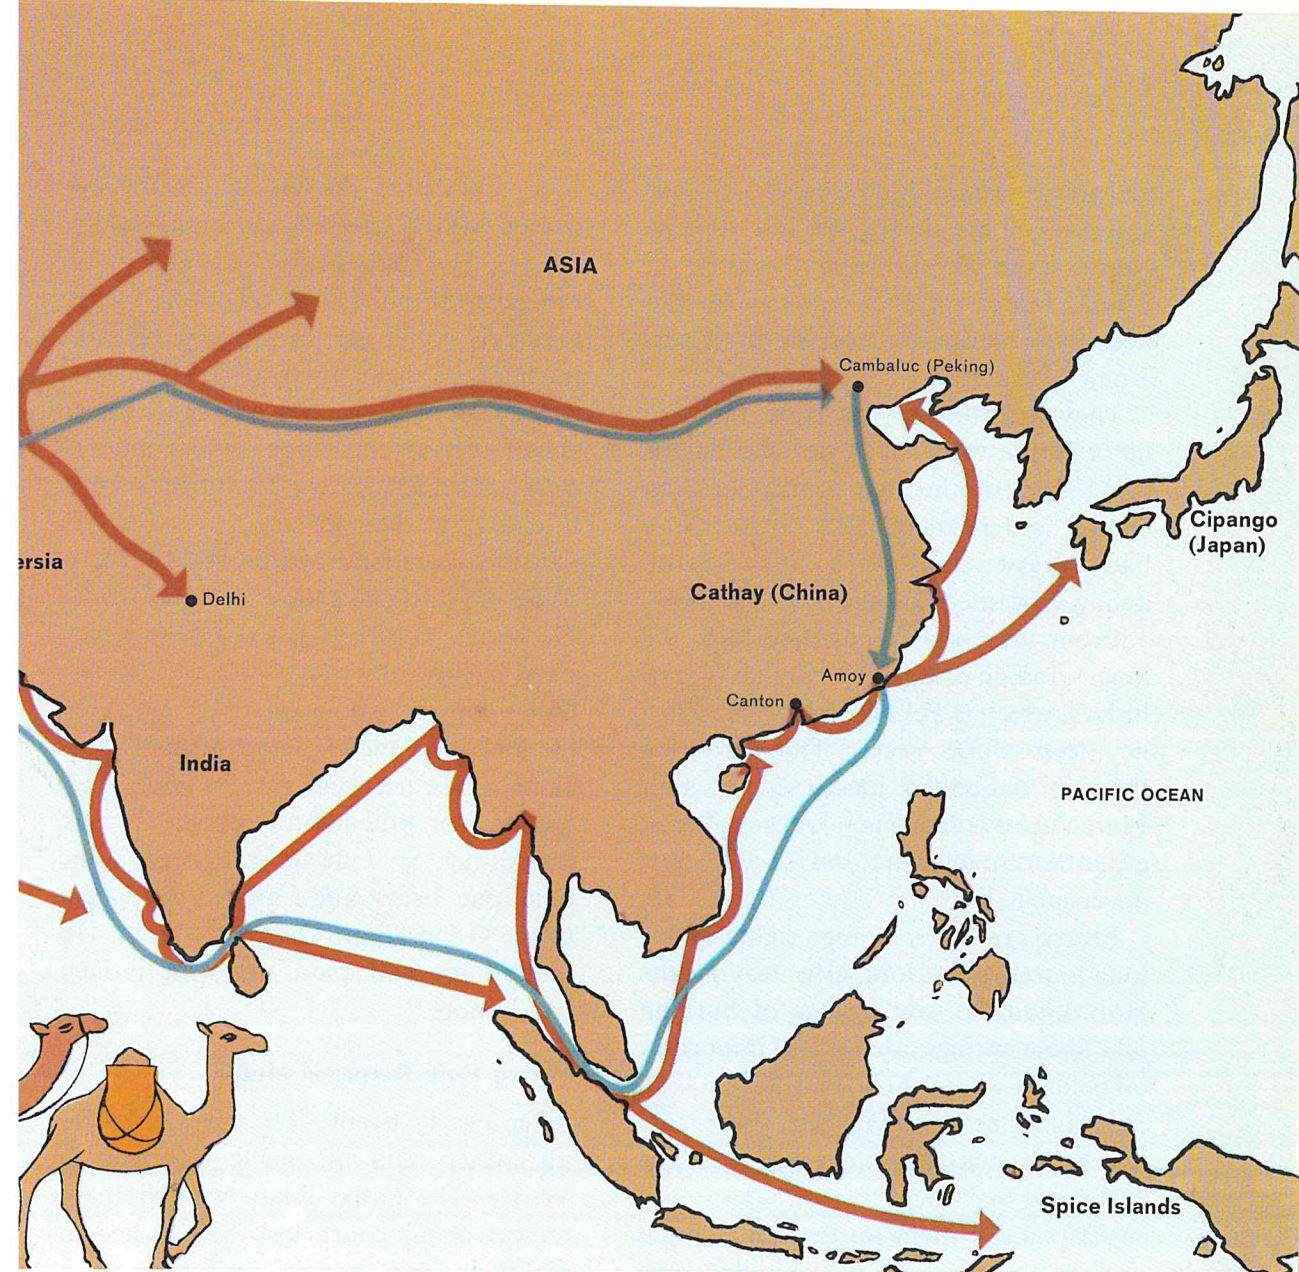 ASIA
Cambaluc (Peking)
Cipango
(Japan)
ersia
Delhi
Cathay (China)
Amoy
Canton
India
PACIFIC OCEAN
Spice Islands